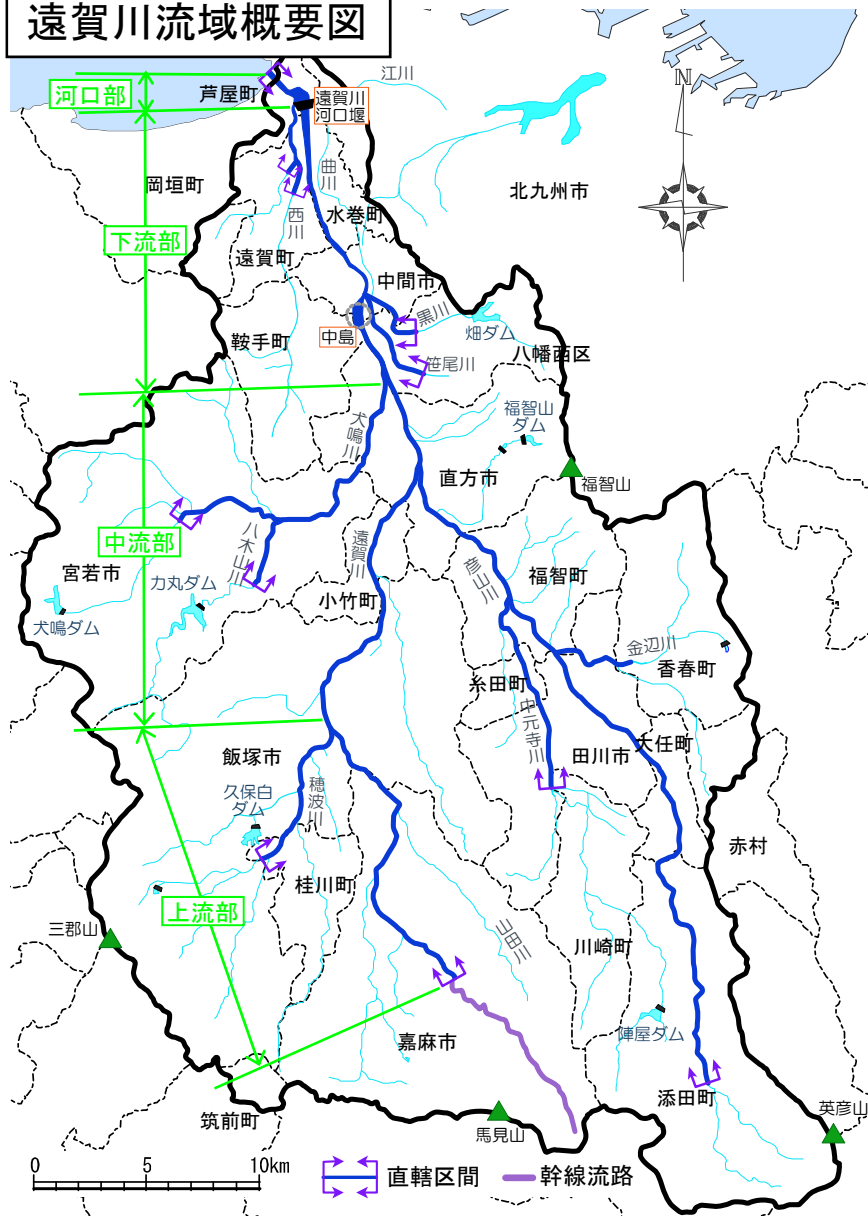 遠賀川流域概要図
河口部
芦屋町
江川
遠賀川
河口堰
N
岡垣町
曲川
北九州市
西川
水巻町
下流部
遠賀町
中間市
黒川
畑ダム
鞍手町
中島
八幡西区
笹尾川
福智山
ダム
犬鳴川
直方市
福智山
中流部
八木山川
遠賀川
宮若市
力丸ダム
小竹町
彦山川
福智町
犬鳴ダム
金辺川
香春町
糸田町
中元寺川
田川市
大任町
飯塚市
久保白
ダム
穂波川
赤村
桂川町
上流部
三郡山
山田川
川崎町
陣屋ダム
嘉麻市
添田町
筑前町
馬見山
英彦山
0 5 10km
直轄区間
幹線流路